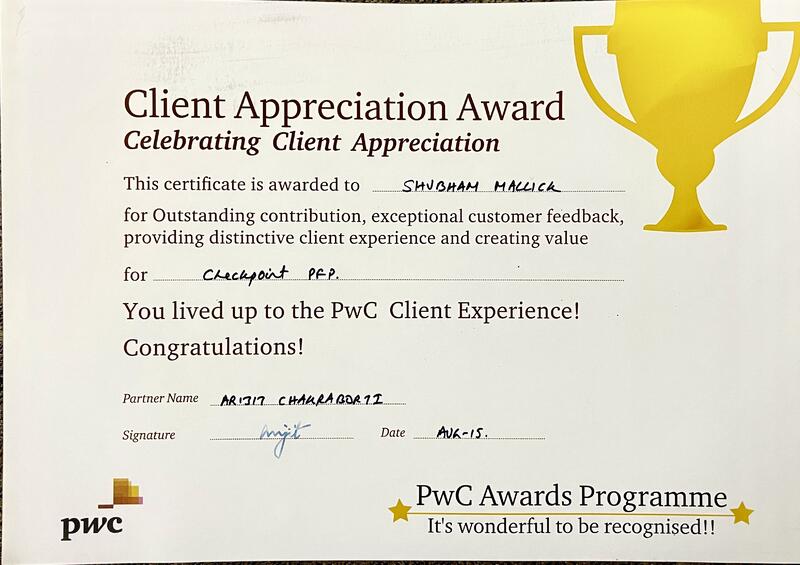 Client Appreciation Award
Celebrating Client Appreciation
This certificate is awarded to SHUBHAM MALLICK
for Outstanding contribution, exceptional customer feedback,
providing distinctive client experience and creating value
for Checkpoint PFP.
You lived up to the PwC Client Experience!
Congratulations!
Partner Name ARIJIT CHAKRABORTI
Signature Arijit Date AUG-15.
pwc
PwC Awards Programme
It's wonderful to be recognised!!